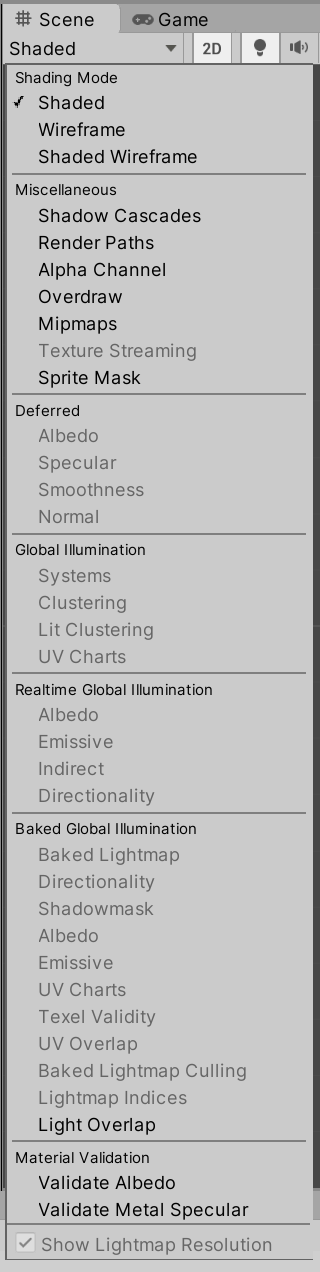 Scene Game
Shaded 2D
Shading Mode
Shaded
Wireframe
Shaded Wireframe
Miscellaneous
Shadow Cascades
Render Paths
Alpha Channel
Overdraw
Mipmaps
Texture Streaming
Sprite Mask
Deferred
Albedo
Specular
Smoothness
Normal
Global Illumination
Systems
Clustering
Lit Clustering
UV Charts
Realtime Global Illumination
Albedo
Emissive
Indirect
Directionality
Baked Global Illumination
Baked Lightmap
Directionality
Shadowmask
Albedo
Emissive
UV Charts
Texel Validity
UV Overlap
Baked Lightmap Culling
Lightmap Indices
Light Overlap
Material Validation
Validate Albedo
Validate Metal Specular
Show Lightmap Resolution